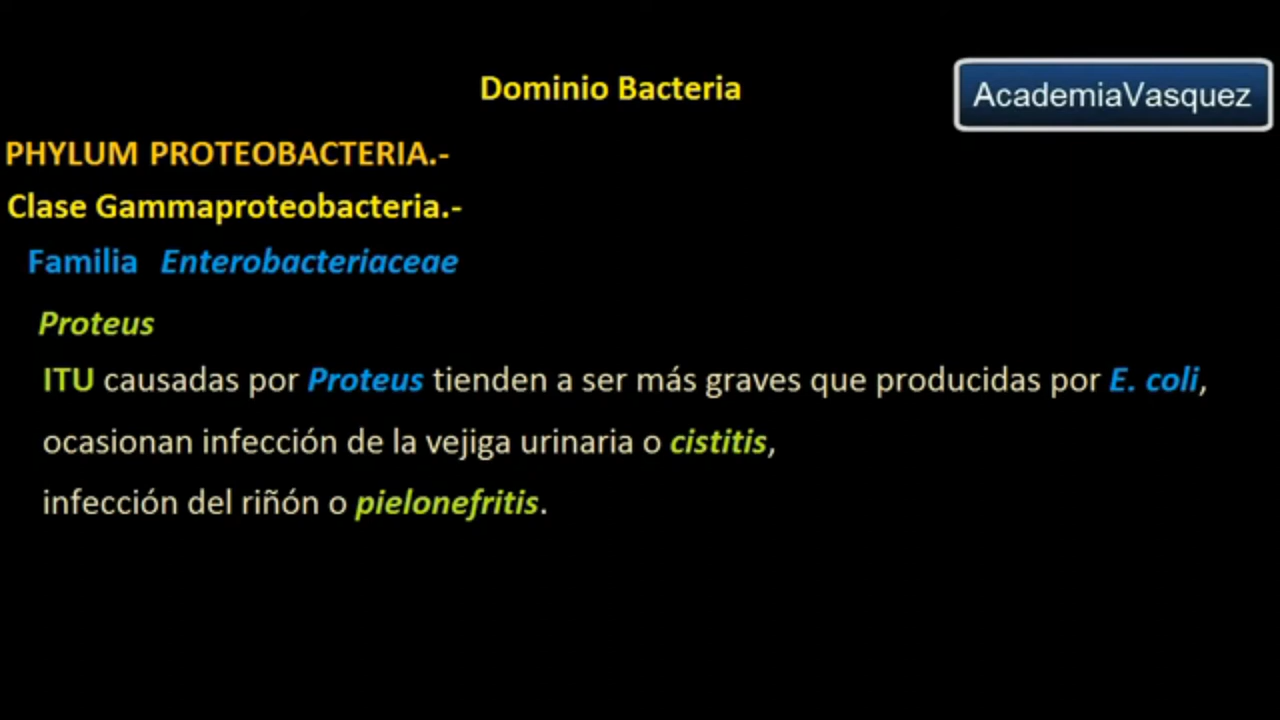 Dominio Bacteria
AcademiaVasquez
PHYLUM PROTEOBACTERIA.-
Clase Gammaproteobacteria.-
Familia Enterobacteriaceae
Proteus
ITU causadas por Proteus tienden a ser más graves que producidas por E. coli,
ocasionan infección de la vejiga urinaria o cistitis,
infección del riñón o pielonefritis.